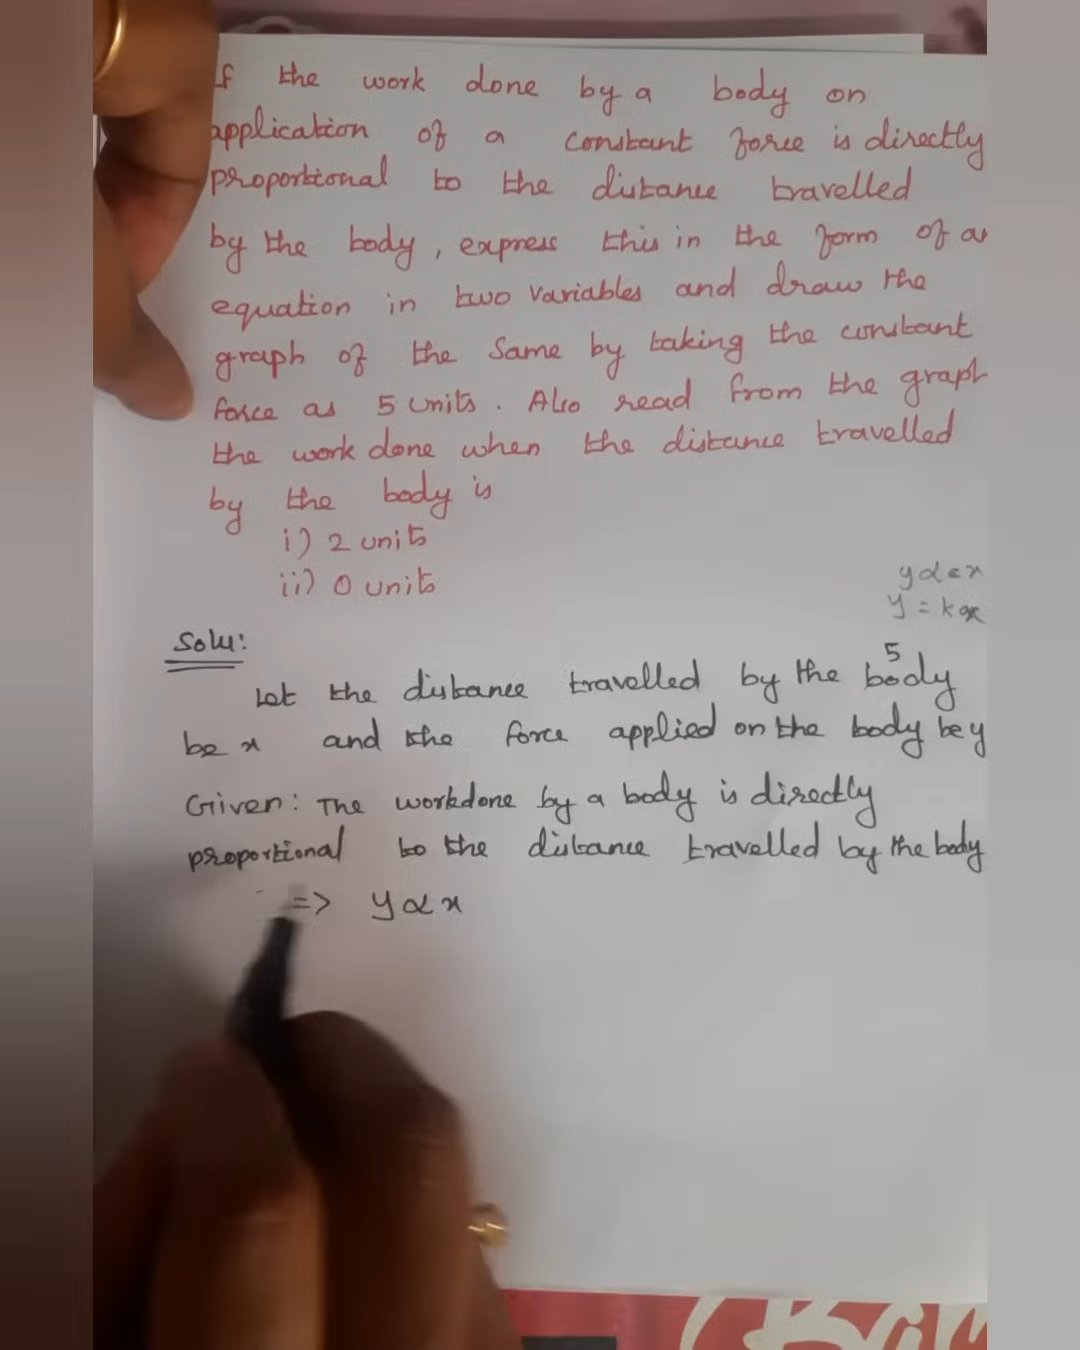 If the work done by a body on
application of a constant force is directly
proportional to the distance travelled
by the body, express this in the form of an
equation in two variables and draw the
graph of the same by taking the constant
force as 5 units. Also read from the graph
the work done when the distance travelled
by the body is
i) 2 units
ii) 0 units
y α x
y = kx
5
Solu:
Let the distance travelled by the body
be x and the force applied on the body be y
Given: The workdone by a body is directly
proportional to the distance travelled by the body
=> y α x